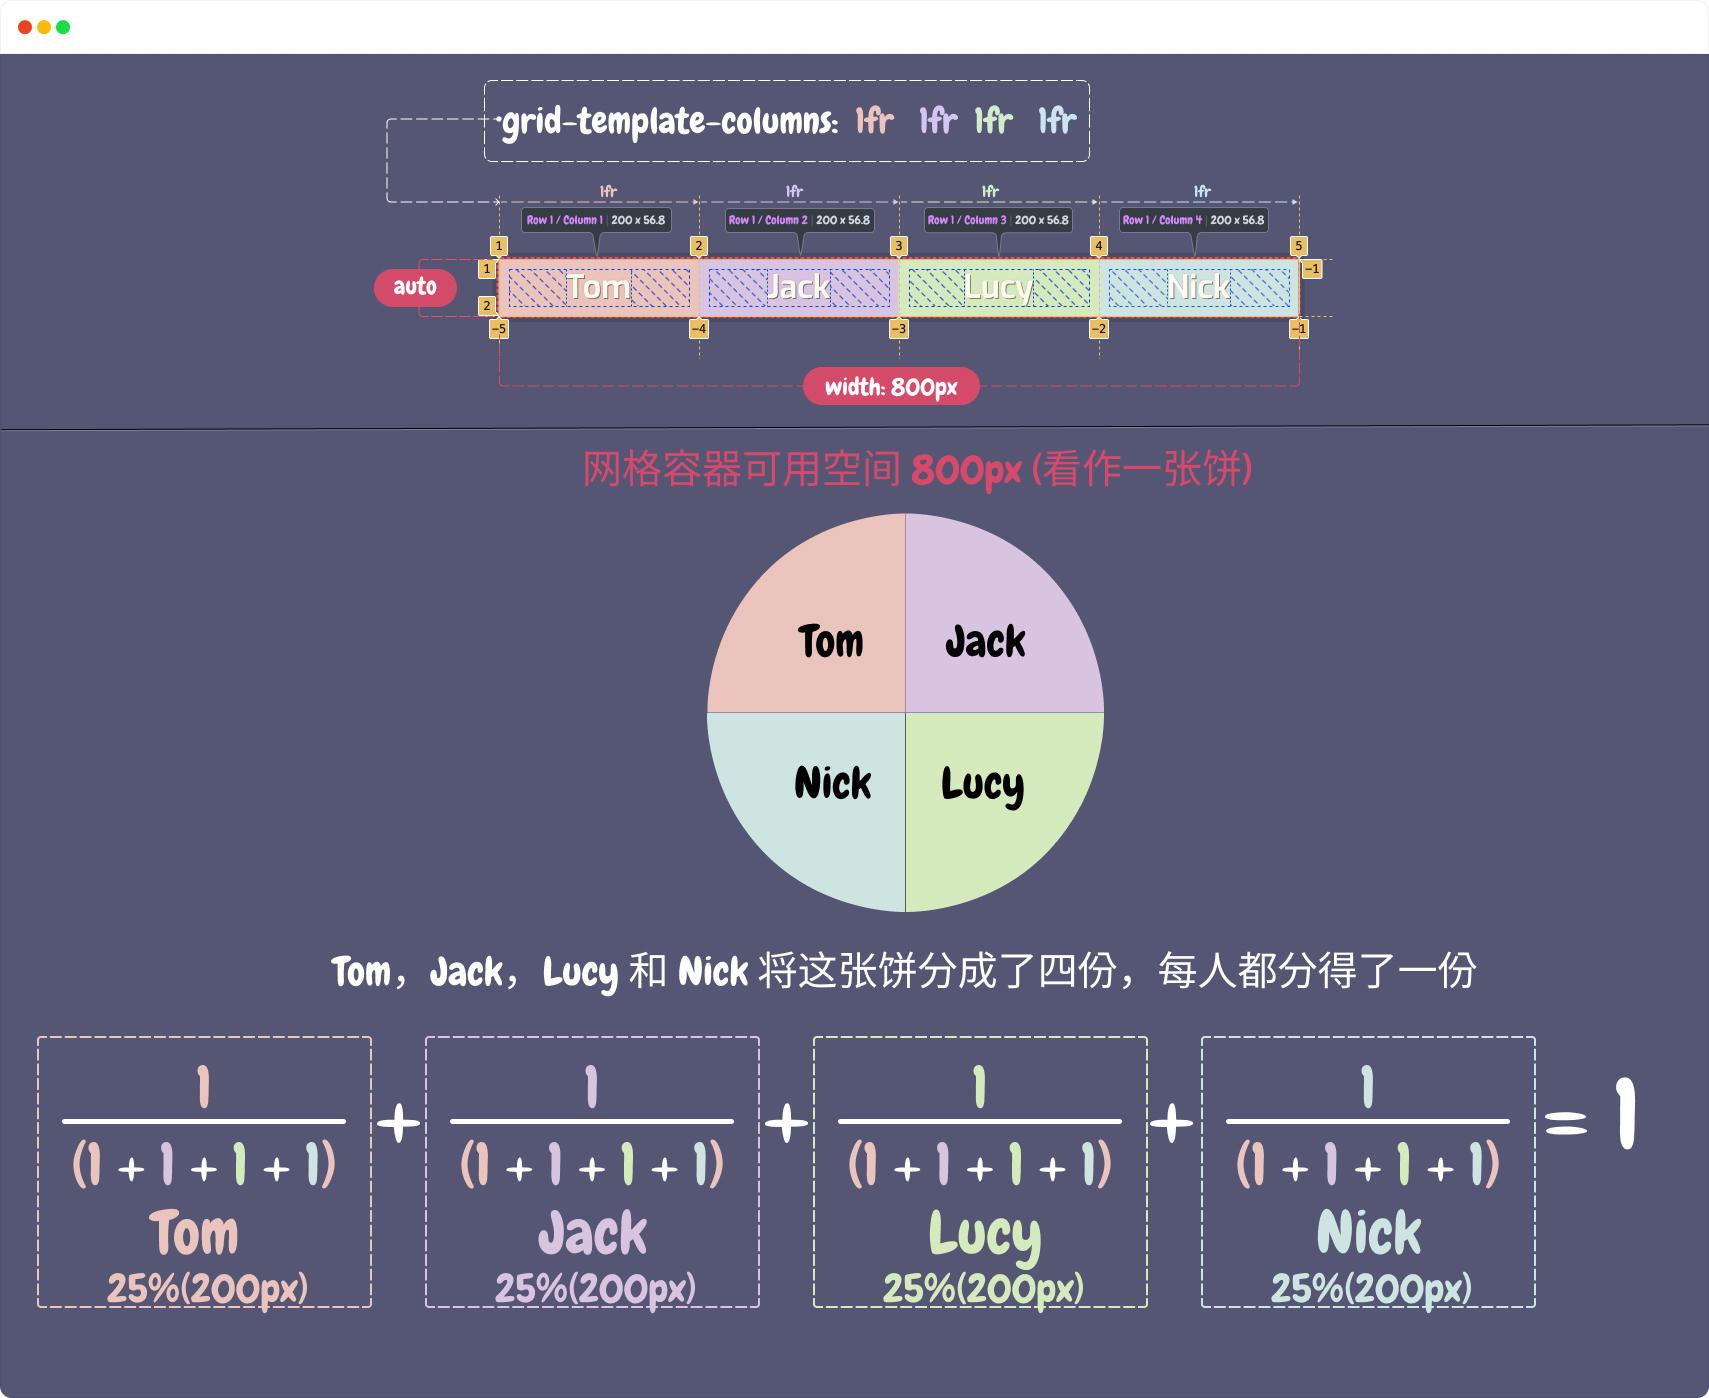 grid-template-columns: 1fr 1fr 1fr 1fr
1fr 1fr 1fr 1fr
Row 1 / Column 1 | 200 x 56.8 Row 1 / Column 2 | 200 x 56.8 Row 1 / Column 3 | 200 x 56.8 Row 1 / Column 4 | 200 x 56.8
1 2 3 4 5
1 -1
auto Tom Jack Lucy Nick
2
-5 -4 -3 -2 -1
width: 800px
网格容器可用空间 800px (看作一张饼)
Tom Jack
Nick Lucy
Tom，Jack，Lucy 和 Nick 将这张饼分成了四份，每人都分得了一份
1 + 1 + 1 + 1 = 1
(1 + 1 + 1 + 1) (1 + 1 + 1 + 1) (1 + 1 + 1 + 1) (1 + 1 + 1 + 1)
Tom Jack Lucy Nick
25%(200px) 25%(200px) 25%(200px) 25%(200px)